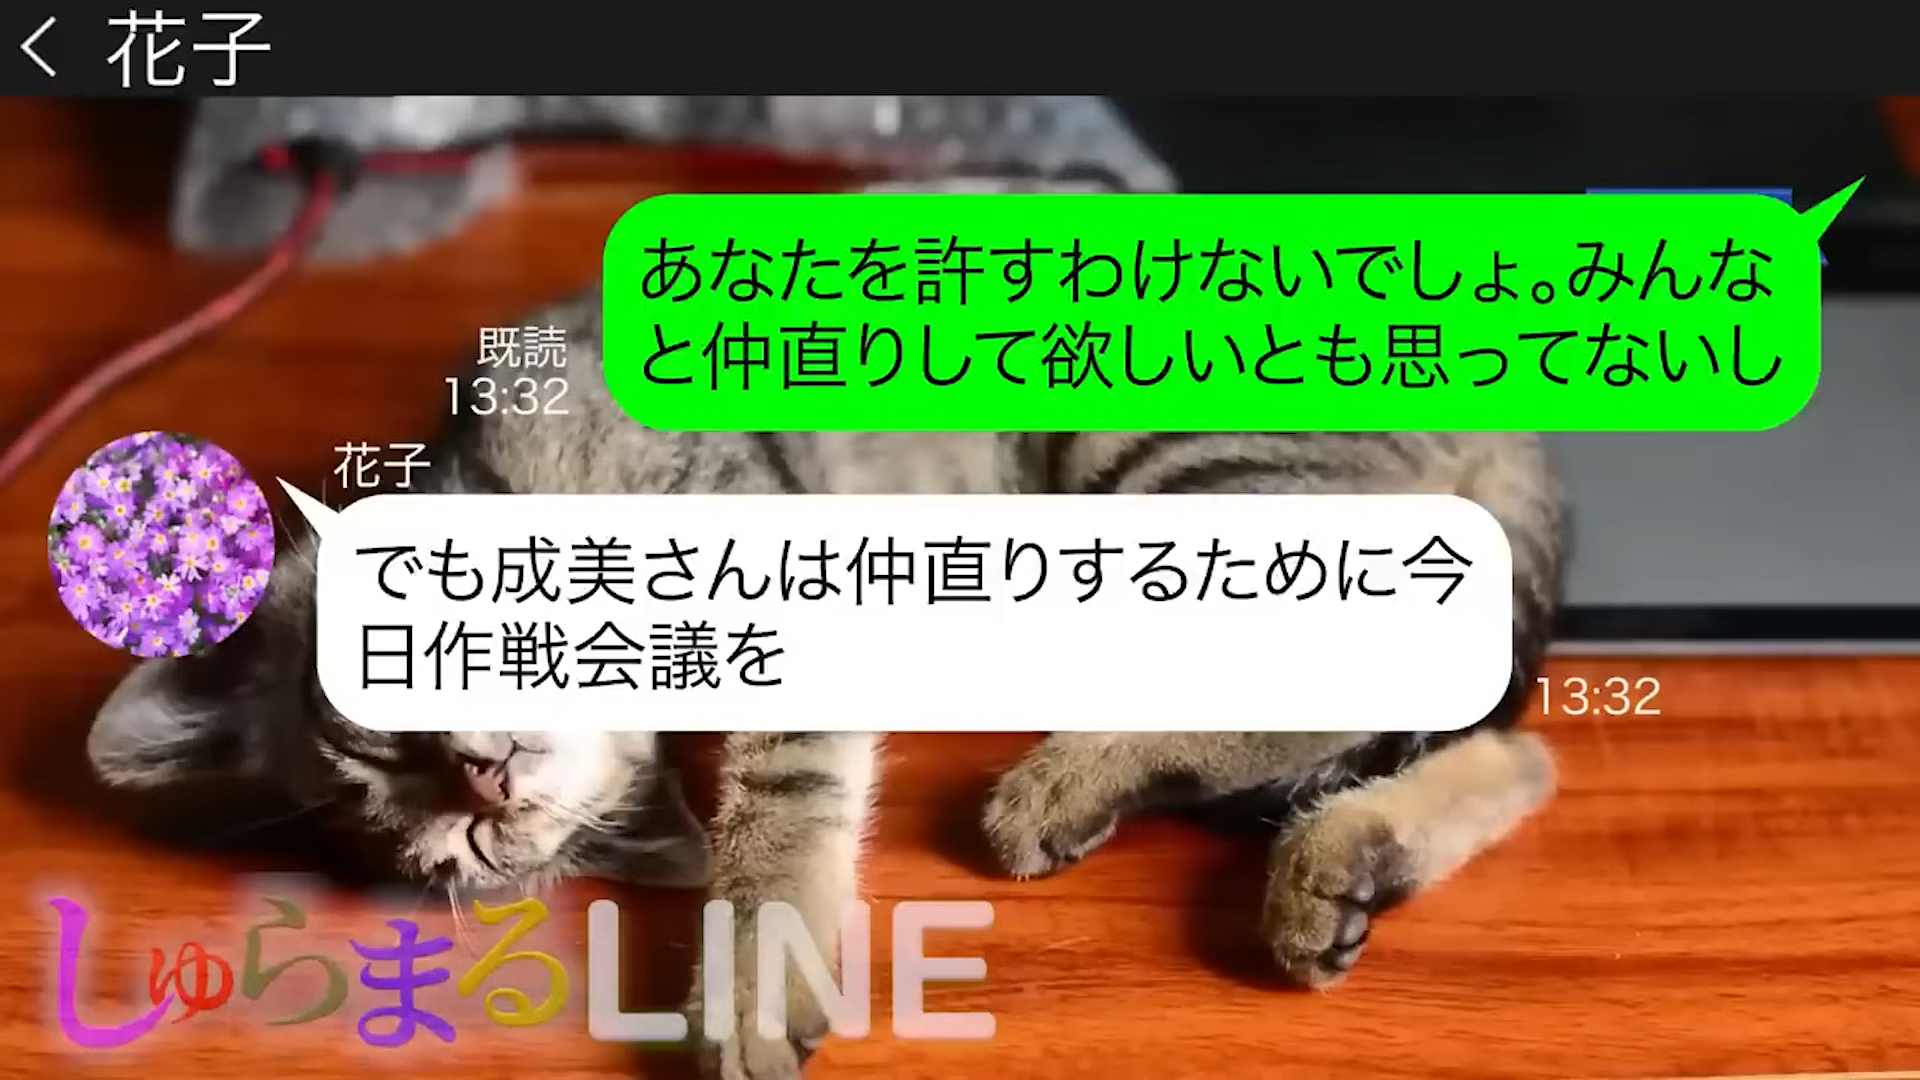 花子
あなたを許すわけないでしょ。みんな
と仲直りして欲しいとも思ってないし
既読
13:32
花子
でも成美さんは仲直りするために今
日作戦会議を
13:32
しゅらまるLINE